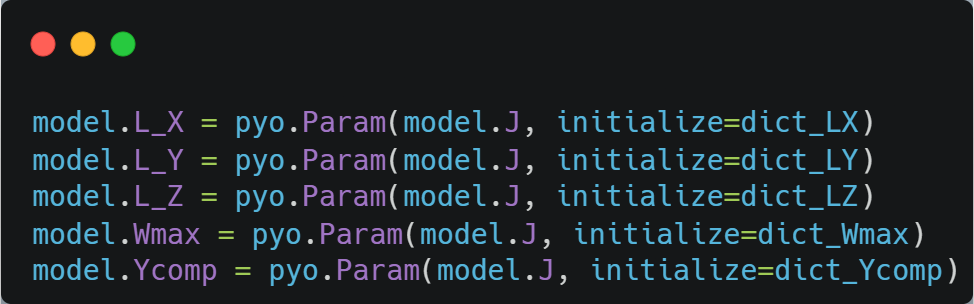 model.L_X = pyo.Param(model.J, initialize=dict_LX)
model.L_Y = pyo.Param(model.J, initialize=dict_LY)
model.L_Z = pyo.Param(model.J, initialize=dict_LZ)
model.Wmax = pyo.Param(model.J, initialize=dict_Wmax)
model.Ycomp = pyo.Param(model.J, initialize=dict_Ycomp)